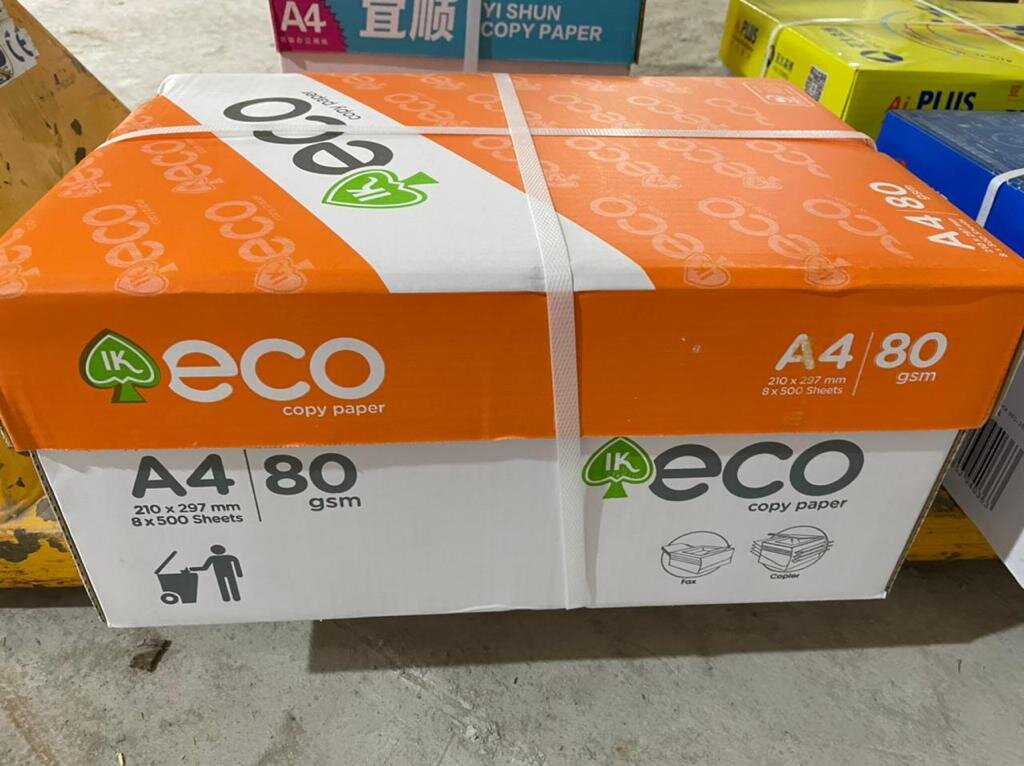 A4
宜顺
YI SHUN
COPY PAPER
PLUS
Ai PLUS
eco
copy paper
IK
A4 80
gsm
IK eco
copy paper
A4 80
210 x 297 mm gsm
8 x 500 Sheets
A4 80
210 x 297 mm gsm
8 x 500 Sheets
IK eco
copy paper
Fax
Copier